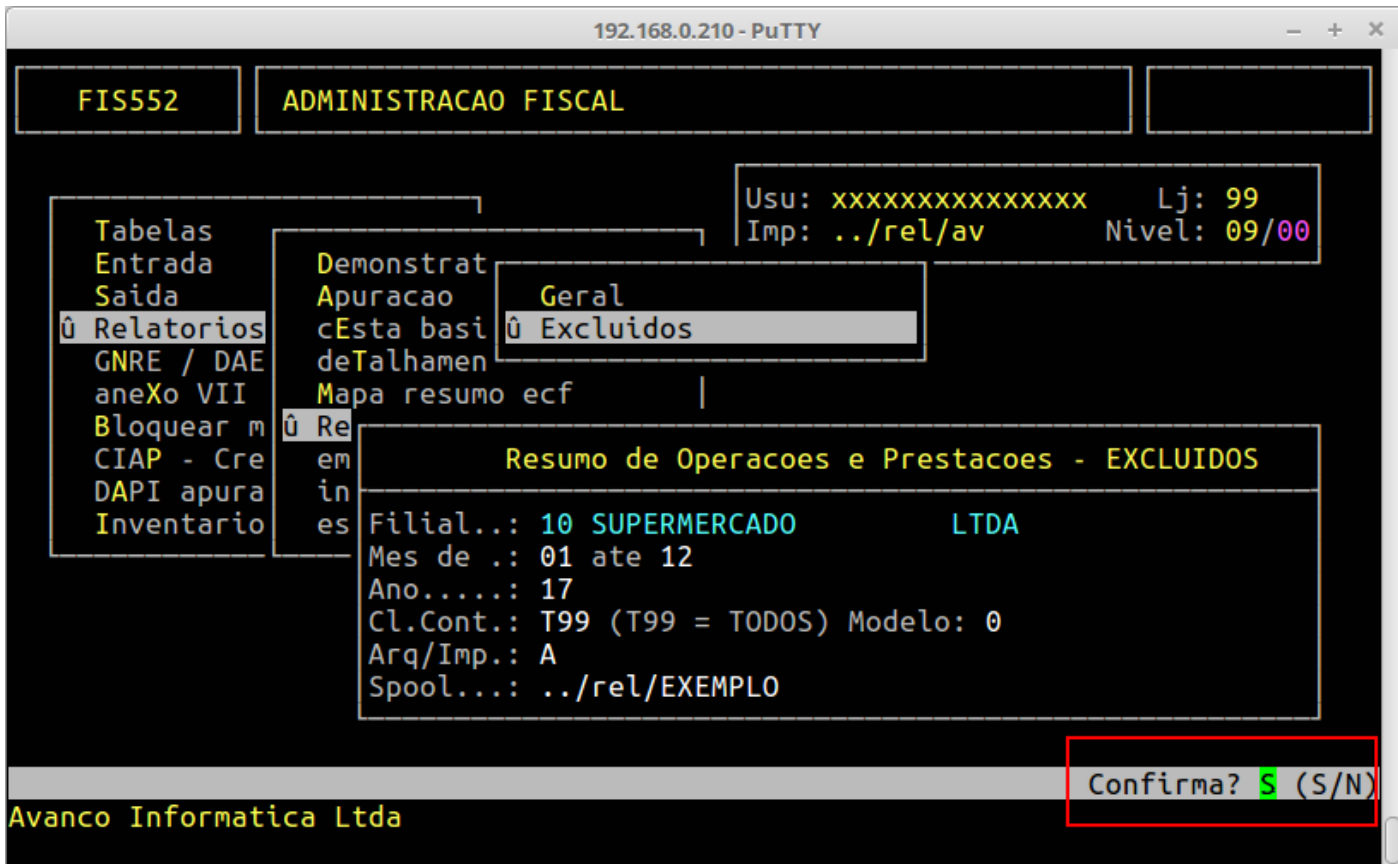 192.168.0.210 - PuTTY
FIS552 ADMINISTRACAO FISCAL
Usu: xxxxxxxxxxxxxxx Lj: 99
Imp: ../rel/av Nivel: 09/00
Tabelas
Entrada
Saida
û Relatorios
GNRE / DAE
aneXo VII
Bloquear m
CIAP - Cre
DAPI apura
Inventario
Demonstrat
Apuracao
cEsta basi
deTalhamen
Mapa resumo ecf
û Re
em
in
es
Geral
û Excluidos
Resumo de Operacoes e Prestacoes - EXCLUIDOS
Filial..: 10 SUPERMERCADO LTDA
Mes de .: 01 ate 12
Ano.....: 17
Cl.Cont.: T99 (T99 = TODOS) Modelo: 0
Arq/Imp.: A
Spool...: ../rel/EXEMPLO
Confirma? S (S/N)
Avanco Informatica Ltda